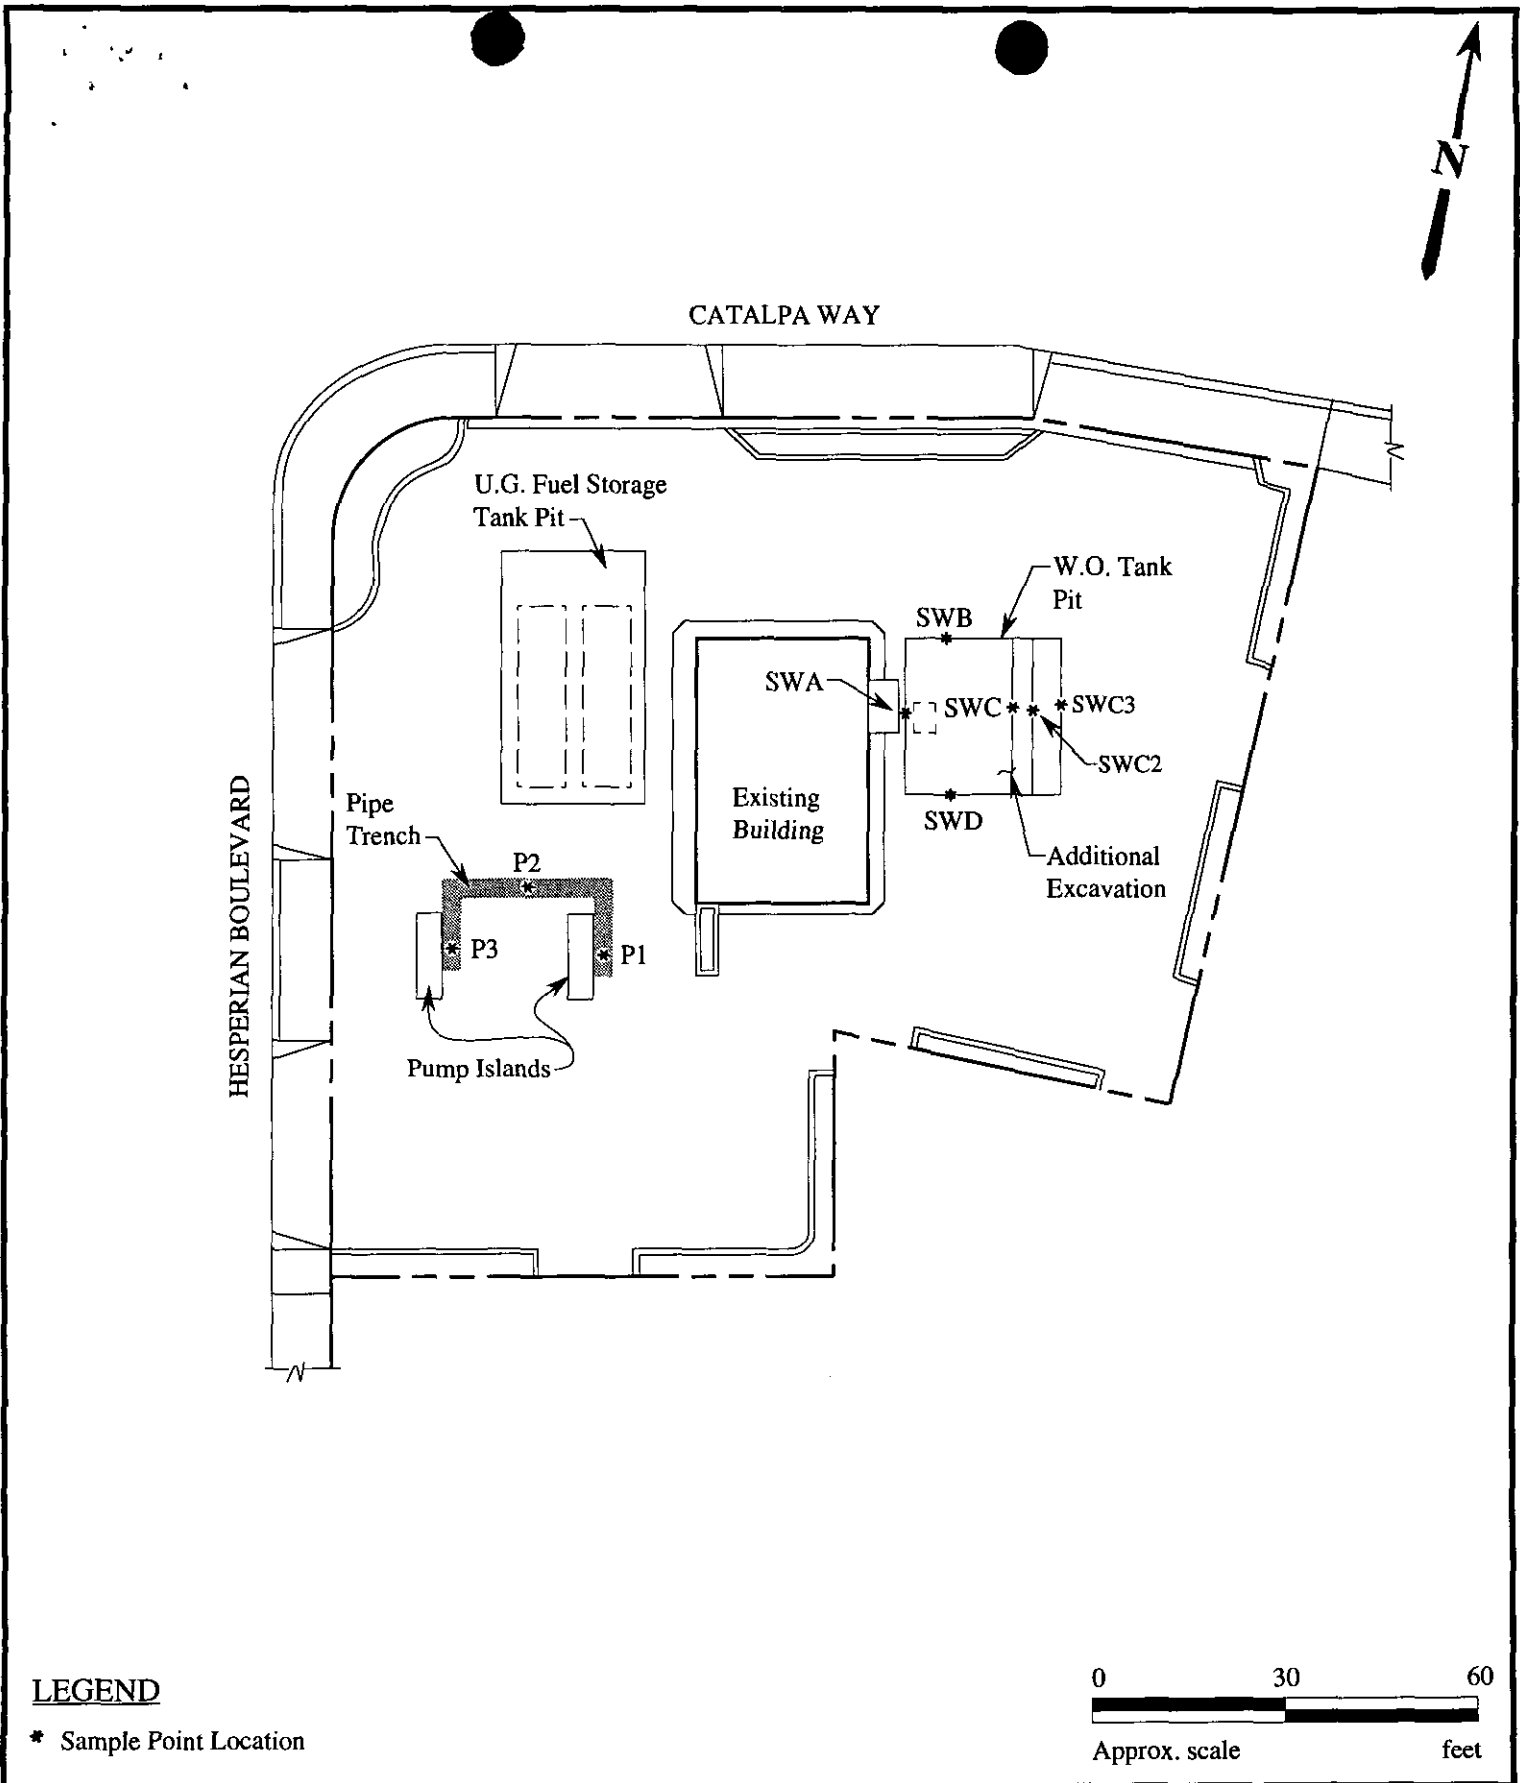 N
CATALPA WAY
U.G. Fuel Storage
Tank Pit
W.O. Tank
Pit
SWB
SWA
SWC
SWC3
SWC2
Existing
Building
SWD
Additional
Excavation
HESPERIAN BOULEVARD
Pipe
Trench
P2
P3
P1
Pump Islands
LEGEND
* Sample Point Location
0 30 60
Approx. scale feet